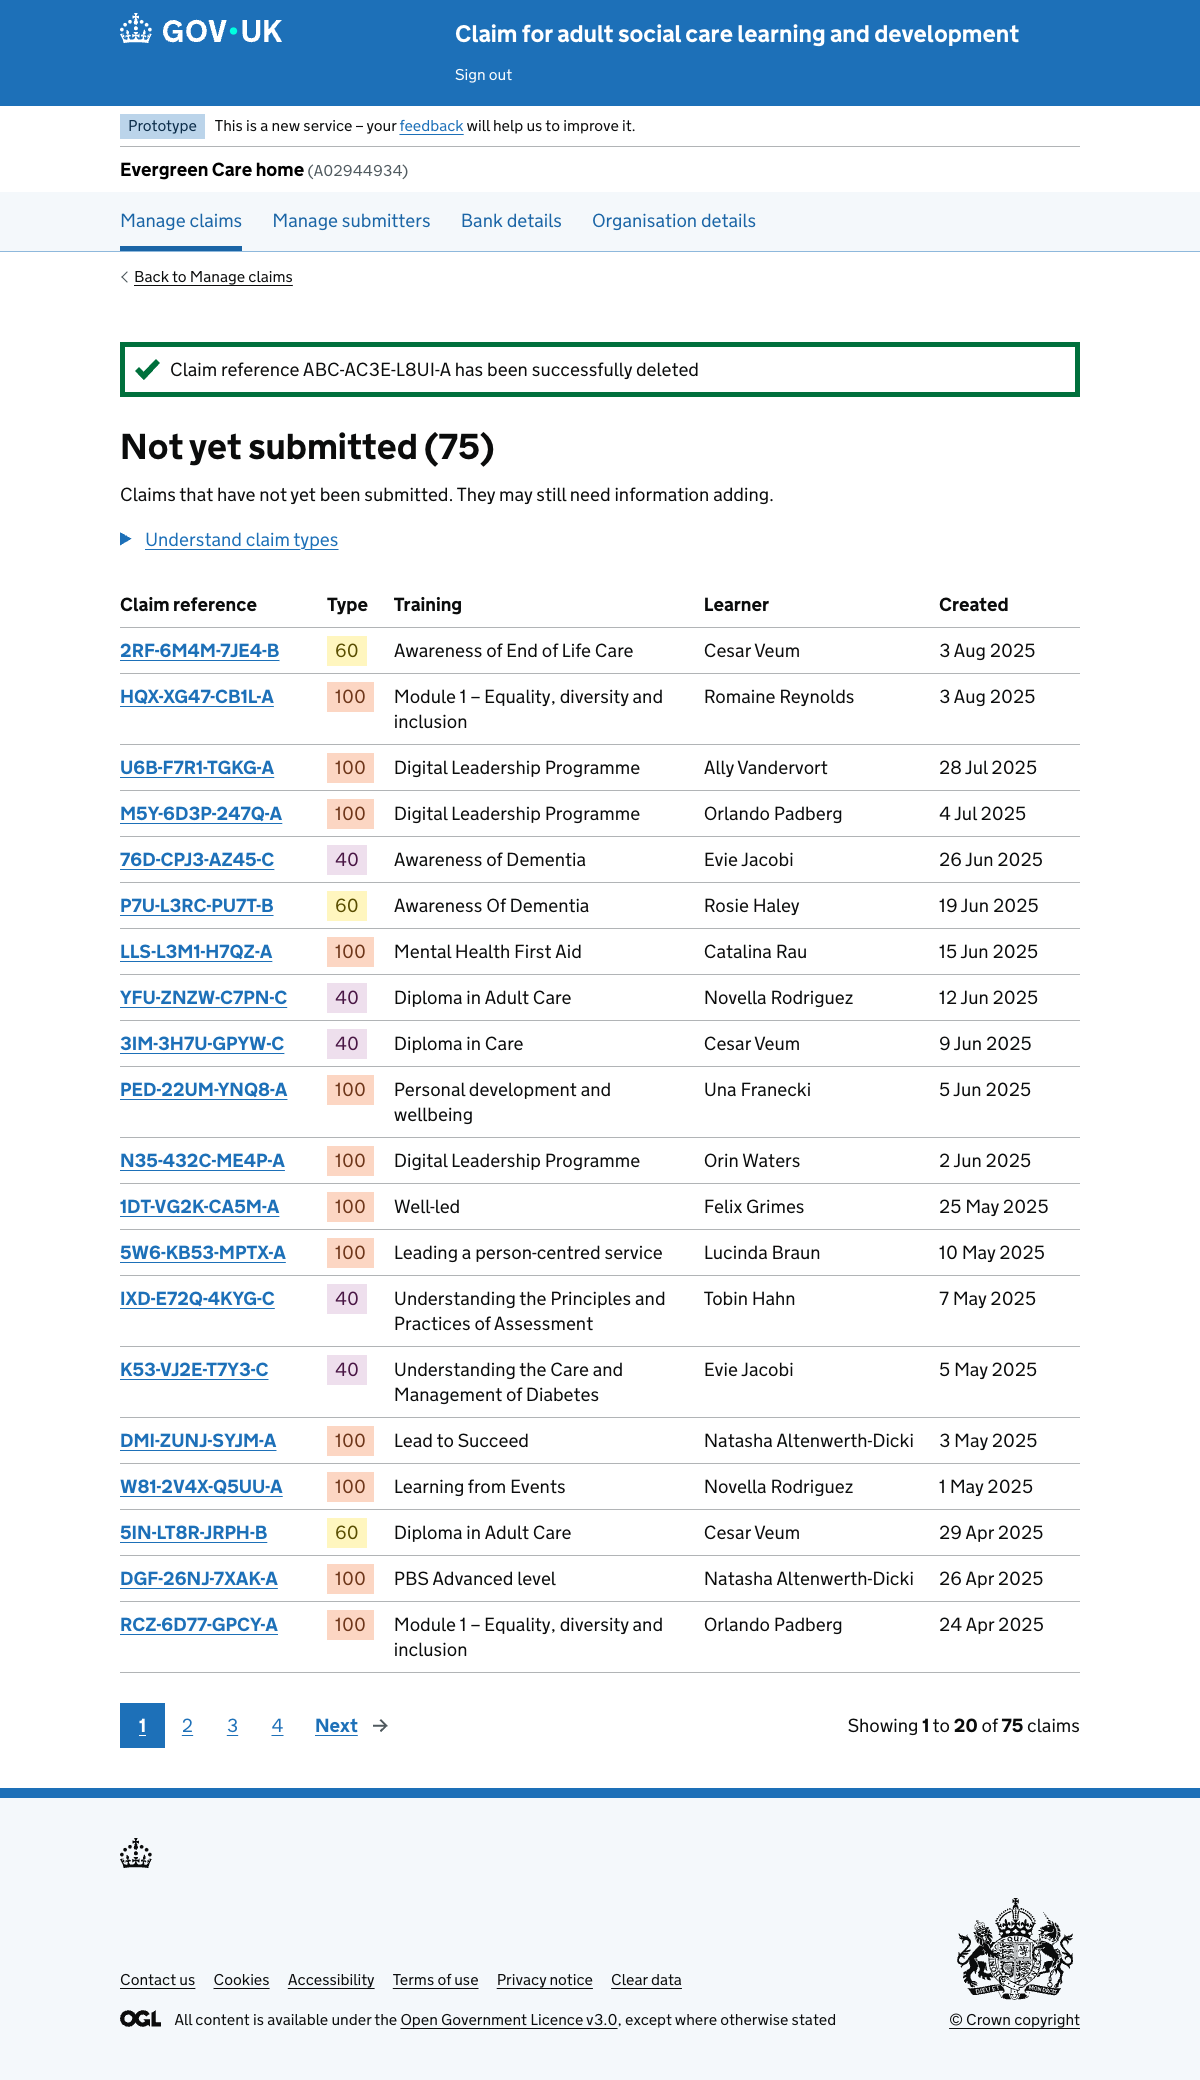 GOV•UK
Claim for adult social care learning and development
Sign out
Prototype This is a new service – your feedback will help us to improve it.
Evergreen Care home (A02944934)
Manage claims Manage submitters Bank details Organisation details
Back to Manage claims
Claim reference ABC-AC3E-L8UI-A has been successfully deleted
Not yet submitted (75)
Claims that have not yet been submitted. They may still need information adding.
Understand claim types
Claim reference Type Training Learner Created
2RF-6M4M-7JE4-B 60 Awareness of End of Life Care Cesar Veum 3 Aug 2025
HQX-XG47-CB1L-A 100 Module 1 – Equality, diversity and Romaine Reynolds 3 Aug 2025
inclusion
U6B-F7R1-TGKG-A 100 Digital Leadership Programme Ally Vandervort 28 Jul 2025
M5Y-6D3P-247Q-A 100 Digital Leadership Programme Orlando Padberg 4 Jul 2025
76D-CPJ3-AZ45-C 40 Awareness of Dementia Evie Jacobi 26 Jun 2025
P7U-L3RC-PU7T-B 60 Awareness Of Dementia Rosie Haley 19 Jun 2025
LLS-L3M1-H7QZ-A 100 Mental Health First Aid Catalina Rau 15 Jun 2025
YFU-ZNZW-C7PN-C 40 Diploma in Adult Care Novella Rodriguez 12 Jun 2025
3IM-3H7U-GPYW-C 40 Diploma in Care Cesar Veum 9 Jun 2025
PED-22UM-YNQ8-A 100 Personal development and Una Franecki 5 Jun 2025
wellbeing
N35-432C-ME4P-A 100 Digital Leadership Programme Orin Waters 2 Jun 2025
1DT-VG2K-CA5M-A 100 Well-led Felix Grimes 25 May 2025
5W6-KB53-MPTX-A 100 Leading a person-centred service Lucinda Braun 10 May 2025
IXD-E72Q-4KYG-C 40 Understanding the Principles and Tobin Hahn 7 May 2025
Practices of Assessment
K53-VJ2E-T7Y3-C 40 Understanding the Care and Evie Jacobi 5 May 2025
Management of Diabetes
DMI-ZUNJ-SYJM-A 100 Lead to Succeed Natasha Altenwerth-Dicki 3 May 2025
W81-2V4X-Q5UU-A 100 Learning from Events Novella Rodriguez 1 May 2025
5IN-LT8R-JRPH-B 60 Diploma in Adult Care Cesar Veum 29 Apr 2025
DGF-26NJ-7XAK-A 100 PBS Advanced level Natasha Altenwerth-Dicki 26 Apr 2025
RCZ-6D77-GPCY-A 100 Module 1 – Equality, diversity and Orlando Padberg 24 Apr 2025
inclusion
1 2 3 4 Next → Showing 1 to 20 of 75 claims
Contact us Cookies Accessibility Terms of use Privacy notice Clear data
OGL All content is available under the Open Government Licence v3.0, except where otherwise stated
© Crown copyright